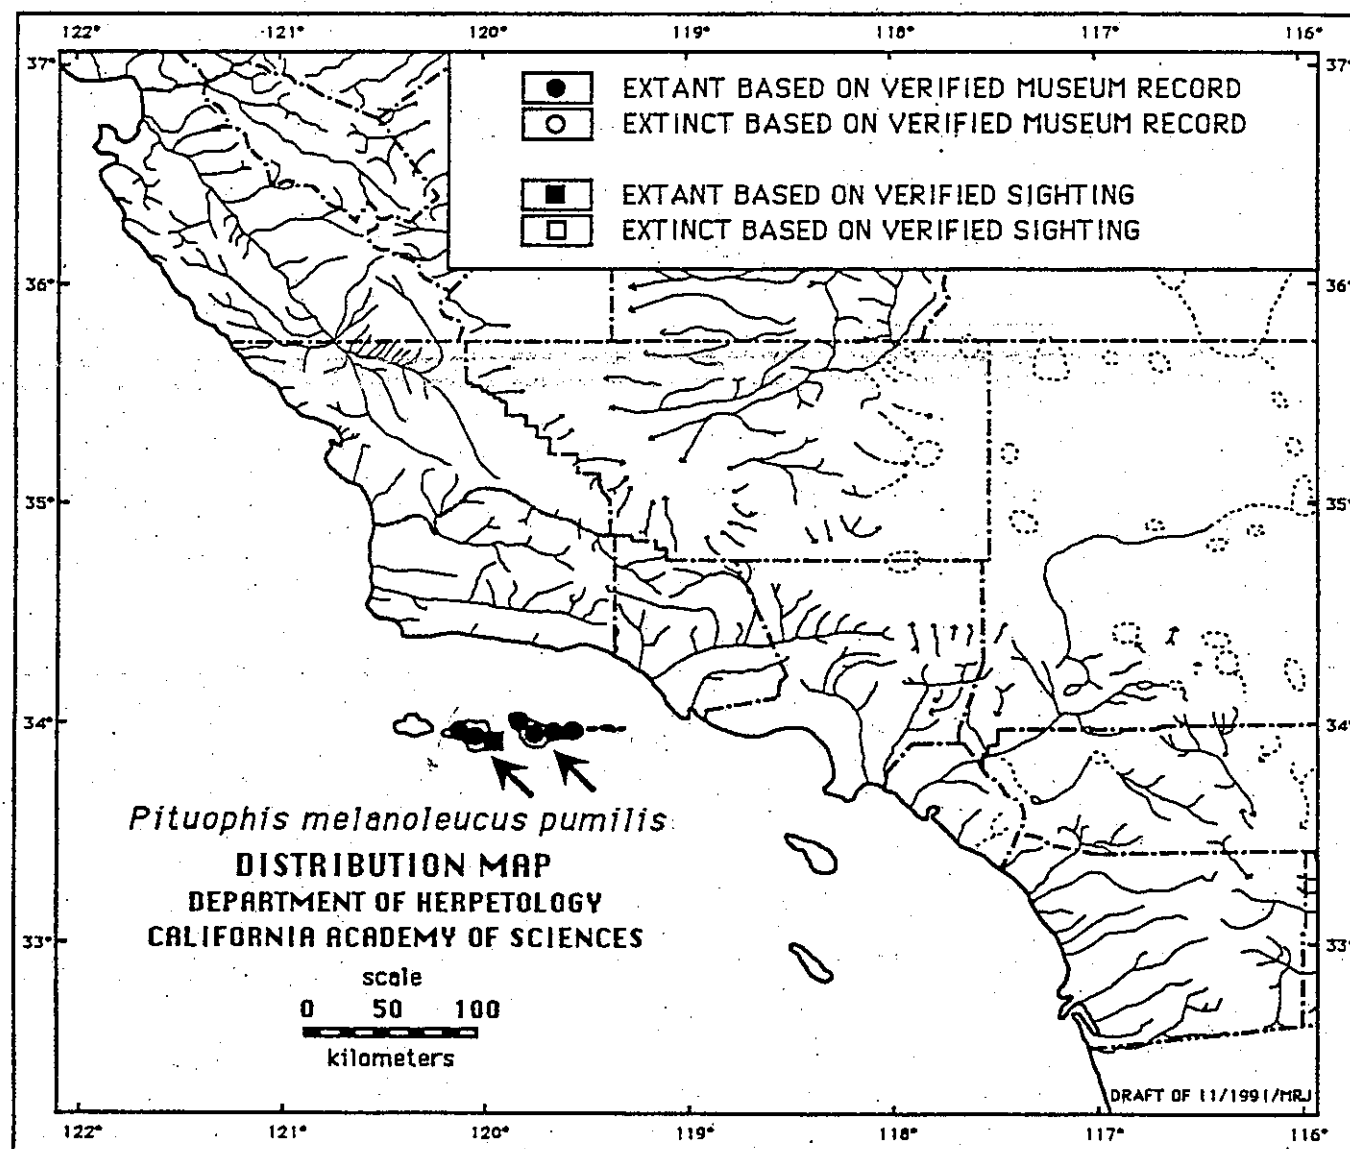 122° 121° 120° 119° 118° 117° 116°
37° 37°
EXTANT BASED ON VERIFIED MUSEUM RECORD
EXTINCT BASED ON VERIFIED MUSEUM RECORD
EXTANT BASED ON VERIFIED SIGHTING
EXTINCT BASED ON VERIFIED SIGHTING
36° 36°
35° 35°
34° 34°
Pituophis melanoleucus pumilis
DISTRIBUTION MAP
DEPARTMENT OF HERPETOLOGY
CALIFORNIA ACADEMY OF SCIENCES
33° 33°
scale
0 50 100
kilometers
DRAFT OF 11/1991/MRJ
122° 121° 120° 119° 118° 117° 116°